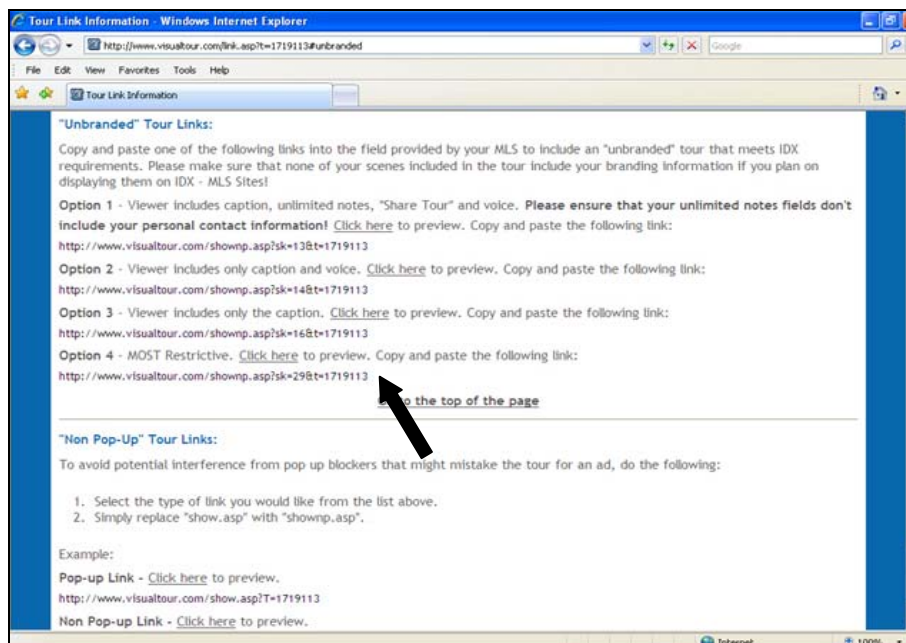 Tour Link Information - Windows Internet Explorer
http://www.visualtour.com/link.asp?t=1719113#unbranded
Google
File Edit View Favorites Tools Help
Tour Link Information
"Unbranded" Tour Links:
Copy and paste one of the following links into the field provided by your MLS to include an "unbranded" tour that meets IDX
requirements. Please make sure that none of your scenes included in the tour include your branding information if you plan on
displaying them on IDX - MLS Sites!
Option 1 - Viewer includes caption, unlimited notes, "Share Tour" and voice. Please ensure that your unlimited notes fields don't
include your personal contact information! Click here to preview. Copy and paste the following link:
http://www.visualtour.com/shownp.asp?sk=13&t=1719113
Option 2 - Viewer includes only caption and voice. Click here to preview. Copy and paste the following link:
http://www.visualtour.com/shownp.asp?sk=14&t=1719113
Option 3 - Viewer includes only the caption. Click here to preview. Copy and paste the following link:
http://www.visualtour.com/shownp.asp?sk=16&t=1719113
Option 4 - MOST Restrictive. Click here to preview. Copy and paste the following link:
http://www.visualtour.com/shownp.asp?sk=29&t=1719113
to the top of the page
"Non Pop-Up" Tour Links:
To avoid potential interference from pop up blockers that might mistake the tour for an ad, do the following:
1. Select the type of link you would like from the list above.
2. Simply replace "show.asp" with "shownp.asp".
Example:
Pop-up Link - Click here to preview.
http://www.visualtour.com/show.asp?T=1719113
Non Pop-up Link - Click here to preview.
Internet 100%